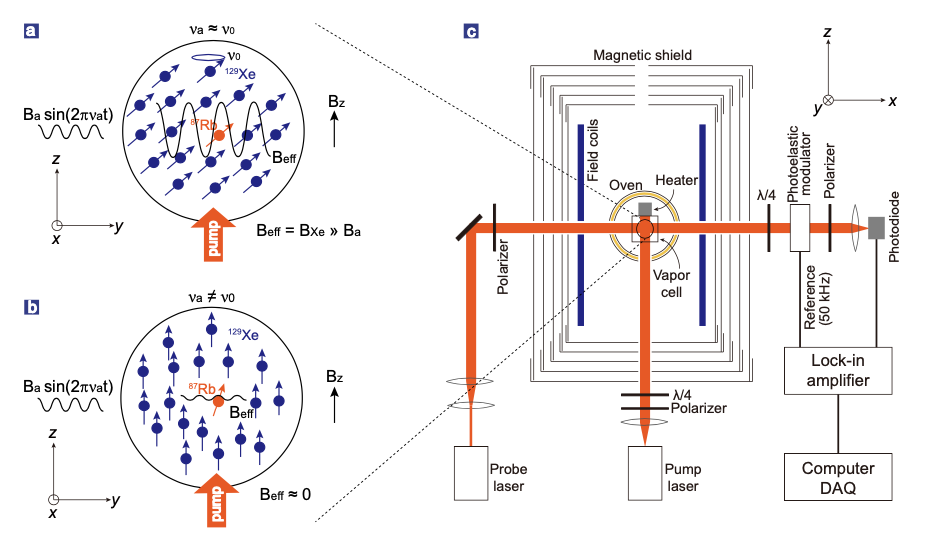 a
νa ≈ ν0
ν0
129Xe
Ba sin(2πνat)
87Rb
Beff
Bz
z
y
x
pump
Beff = BXe » Ba
b
νa ≠ ν0
129Xe
Ba sin(2πνat)
87Rb
Beff
Bz
z
y
x
pump
Beff ≈ 0
c
z
y
x
Magnetic shield
Field coils
Oven
Heater
Vapor
cell
Polarizer
λ/4
Photoelastic
modulator
Polarizer
Photodiode
Reference
(50 kHz)
Lock-in
amplifier
λ/4
Polarizer
Probe
laser
Pump
laser
Computer
DAQ